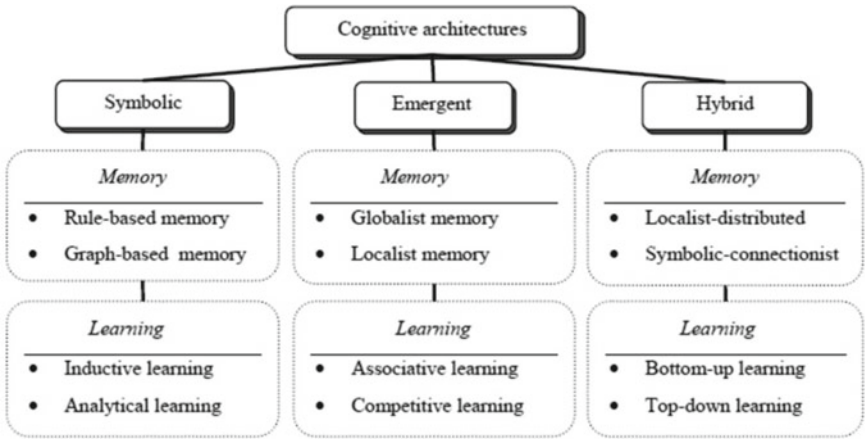 Cognitive architectures
Symbolic
Emergent
Hybrid
Memory
• Rule-based memory
• Graph-based memory
Memory
• Globalist memory
• Localist memory
Memory
• Localist-distributed
• Symbolic-connectionist
Learning
• Inductive learning
• Analytical learning
Learning
• Associative learning
• Competitive learning
Learning
• Bottom-up learning
• Top-down learning